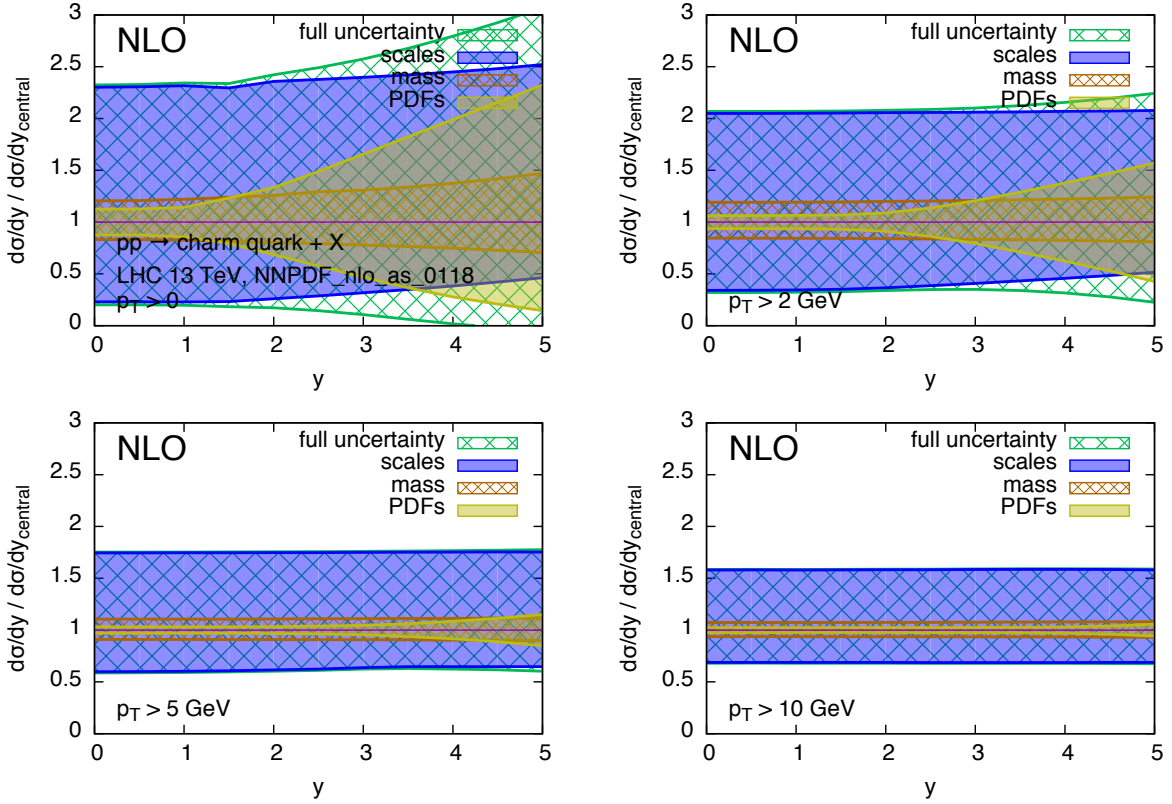 NLO
full uncertainty
scales
mass
PDFs
pp → charm quark + X
LHC 13 TeV, NNPDF_nlo_as_0118
p_T > 0
dσ/dy / dσ/dy_central
0 0.5 1 1.5 2 2.5 3
0 1 2 3 4 5
y
NLO
full uncertainty
scales
mass
PDFs
p_T > 2 GeV
dσ/dy / dσ/dy_central
0 0.5 1 1.5 2 2.5 3
0 1 2 3 4 5
y
NLO
full uncertainty
scales
mass
PDFs
p_T > 5 GeV
dσ/dy / dσ/dy_central
0 0.5 1 1.5 2 2.5 3
0 1 2 3 4 5
y
NLO
full uncertainty
scales
mass
PDFs
p_T > 10 GeV
dσ/dy / dσ/dy_central
0 0.5 1 1.5 2 2.5 3
0 1 2 3 4 5
y